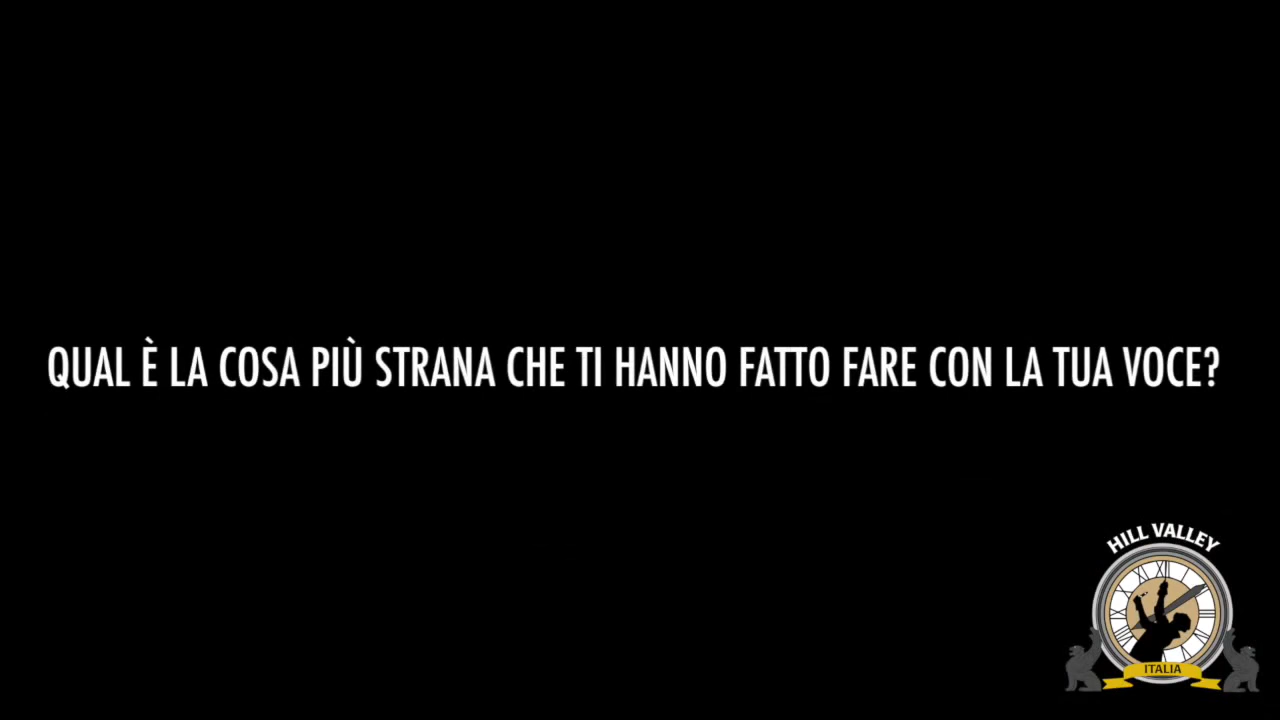 QUAL È LA COSA PIÙ STRANA CHE TI HANNO FATTO FARE CON LA TUA VOCE?
HILL VALLEY
ITALIA